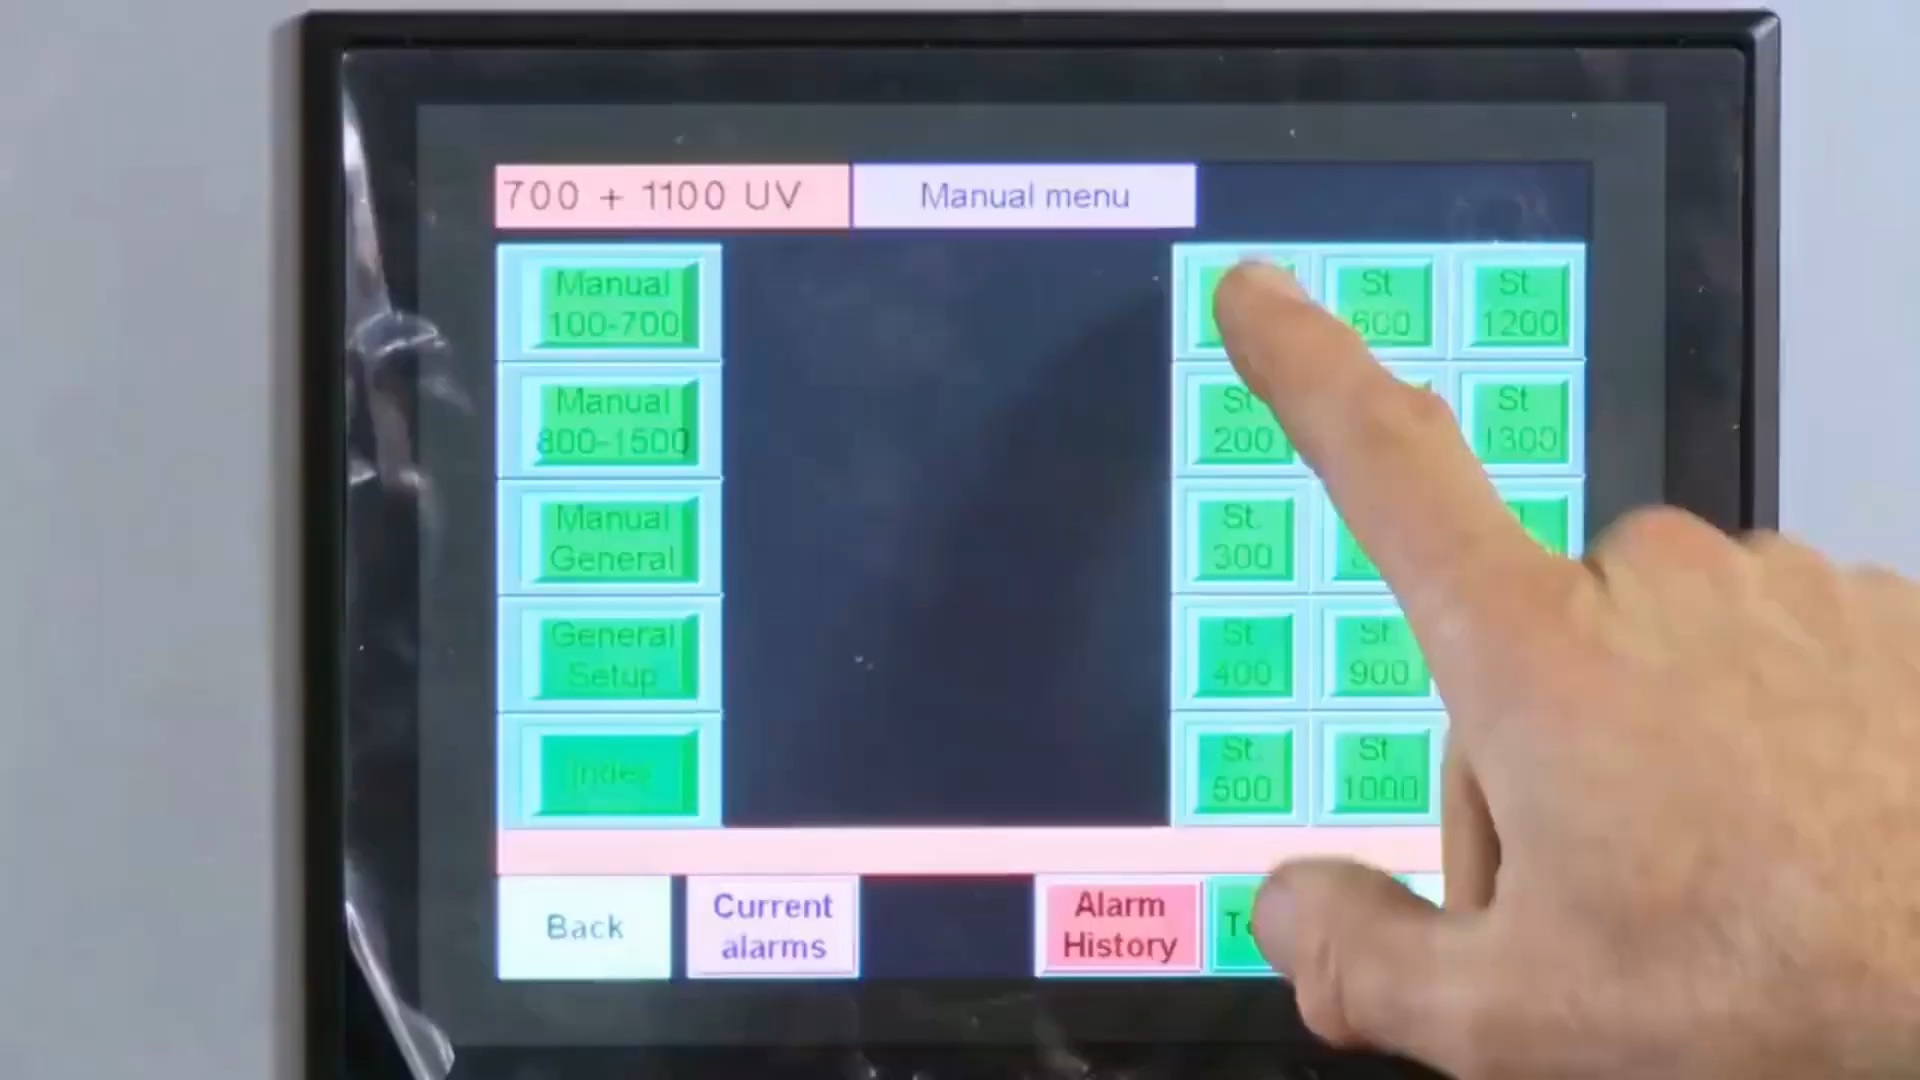 700 + 1100 UV
Manual menu
Manual
100-700
St
600
St.
1200
Manual
800-1500
St
200
St
1300
Manual
General
St.
300
General
Setup
St
400
St.
900
Index
St.
500
St
1000
Back
Current
alarms
Alarm
History